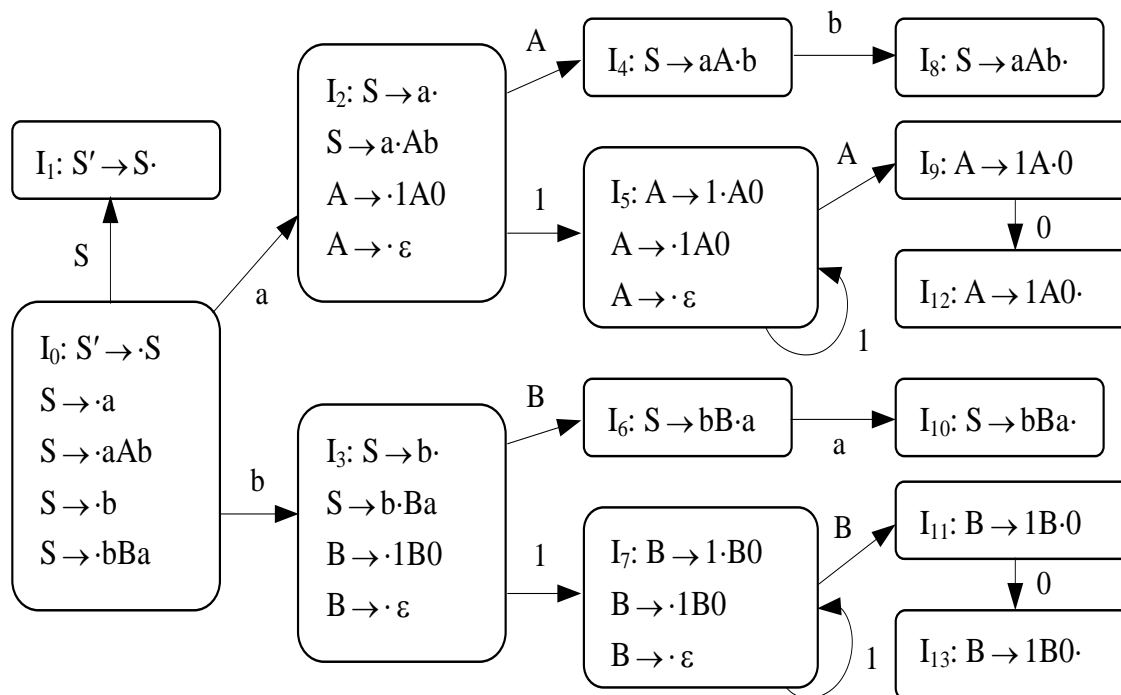 I₁: S′ → S·
S
I₀: S′ → ·S
S → ·a
S → ·aAb
S → ·b
S → ·bBa
a
b
I₂: S → a·
S → a·Ab
A → ·1A0
A → · ε
A
1
I₄: S → aA·b
b
I₈: S → aAb·
I₅: A → 1·A0
A → ·1A0
A → · ε
A
1
I₉: A → 1A·0
0
I₁₂: A → 1A0·
I₃: S → b·
S → b·Ba
B → ·1B0
B → · ε
B
1
I₆: S → bB·a
a
I₁₀: S → bBa·
I₇: B → 1·B0
B → ·1B0
B → · ε
B
1
I₁₁: B → 1B·0
0
I₁₃: B → 1B0·